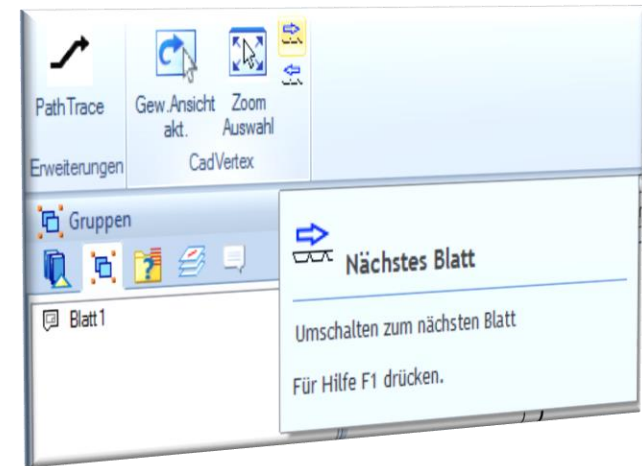 PathTrace
Gew.Ansicht akt.
Zoom Auswahl
Erweiterungen
CadVertex
Gruppen
Blatt1
Nächstes Blatt
Umschalten zum nächsten Blatt
Für Hilfe F1 drücken.